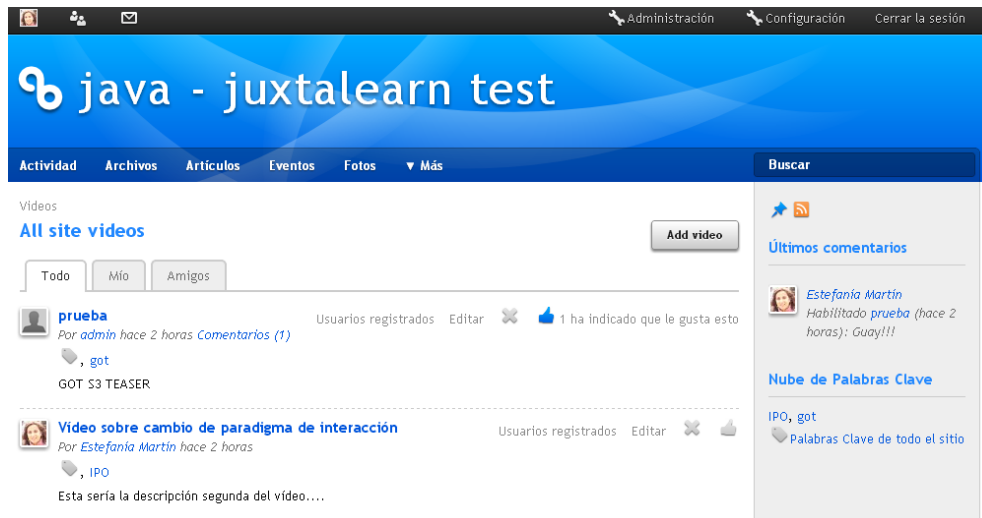 Administración Configuración Cerrar la sesión
java - juxtalearn test
Actividad Archivos Artículos Eventos Fotos ▼ Más Buscar
Vídeos
All site videos
Add video
Todo Mío Amigos
prueba
Usuarios registrados Editar 1 ha indicado que le gusta esto
Por admin hace 2 horas Comentarios (1)
, got
GOT S3 TEASER
Vídeo sobre cambio de paradigma de interacción
Usuarios registrados Editar
Por Estefanía Martín hace 2 horas
, IPO
Esta sería la descripción segunda del vídeo....
Últimos comentarios
Estefanía Martín
Habilitado prueba (hace 2
horas): Guay!!!
Nube de Palabras Clave
IPO, got
Palabras Clave de todo el sitio